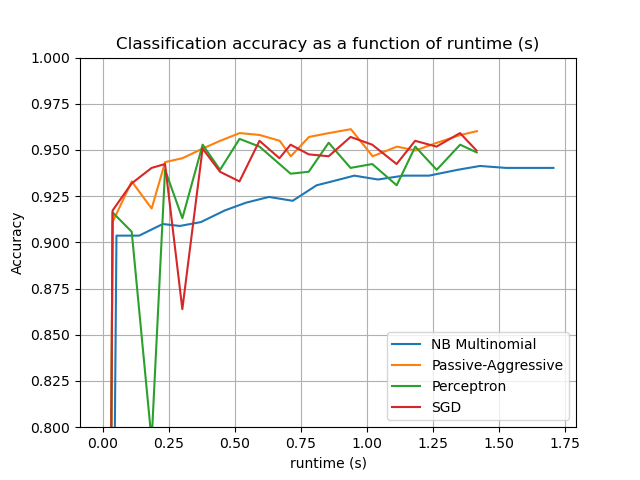 Classification accuracy as a function of runtime (s)
1.000
0.975
0.950
0.925
0.900
0.875
0.850
0.825
0.800
Accuracy
NB Multinomial
Passive-Aggressive
Perceptron
SGD
0.00 0.25 0.50 0.75 1.00 1.25 1.50 1.75
runtime (s)